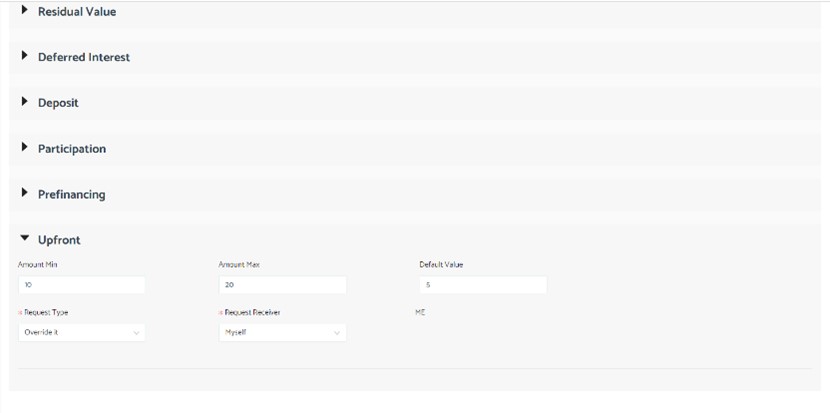 Residual Value
Deferred Interest
Deposit
Participation
Prefinancing
Upfront
Amount Min Amount Max Default Value
10 20 5
* Request Type * Request Receiver ME
Override it Myself